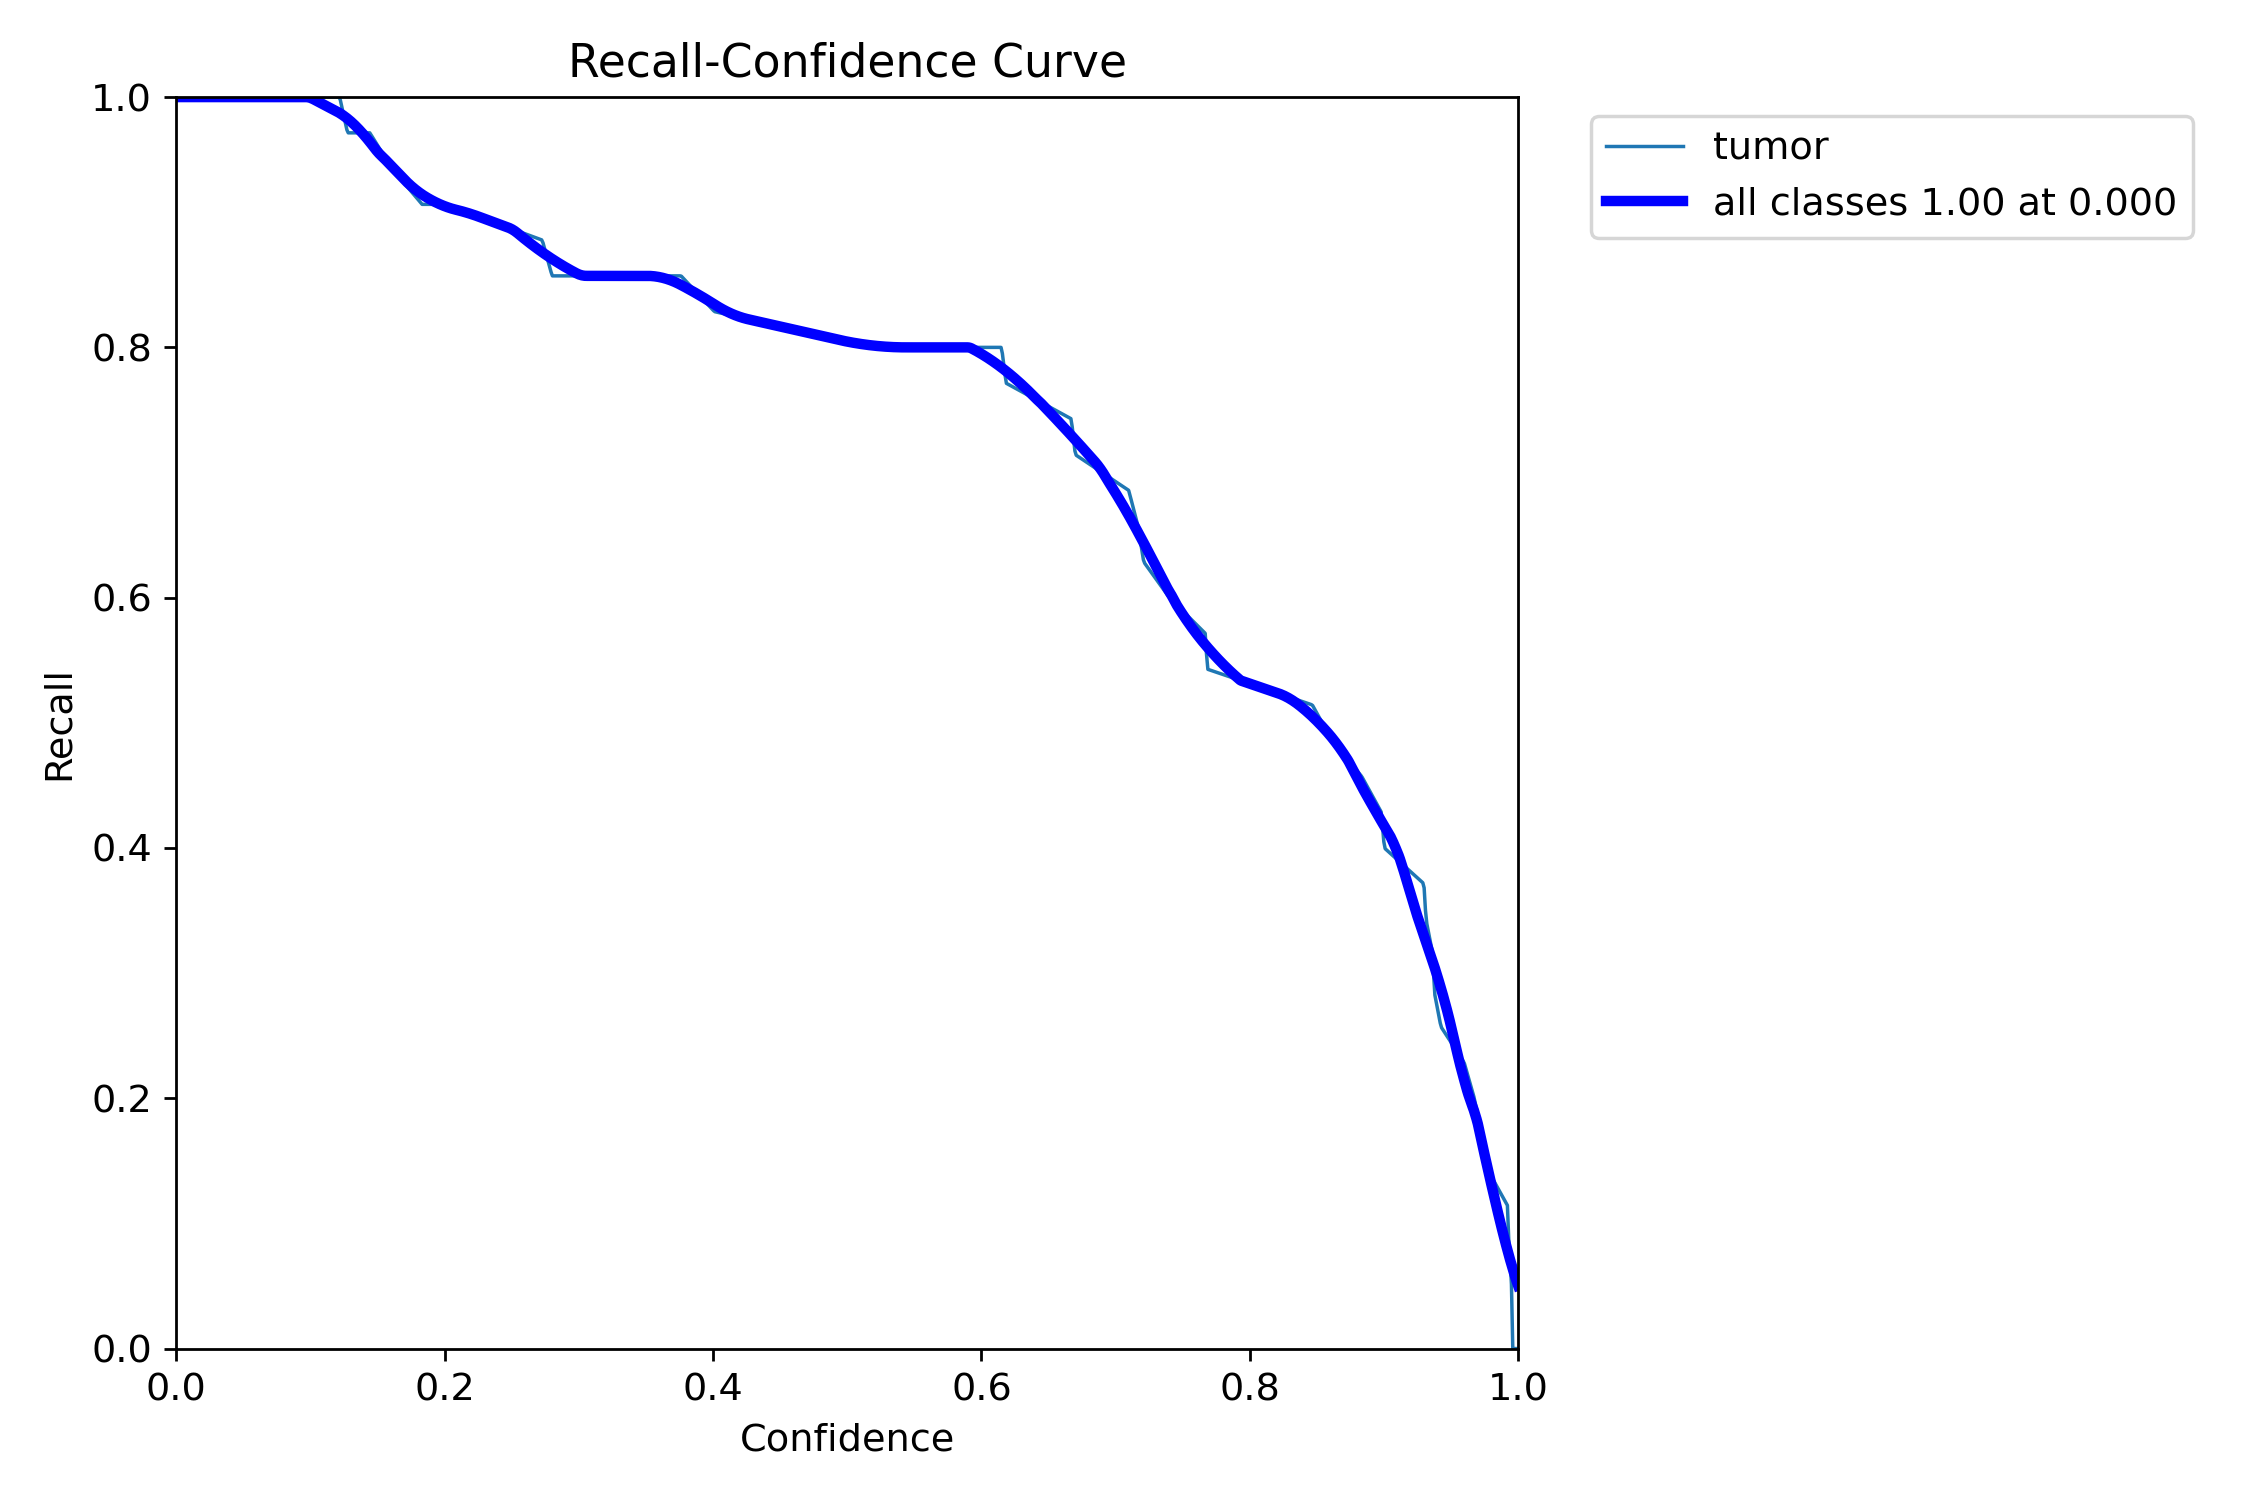 Recall-Confidence Curve
1.0
0.8
0.6
0.4
0.2
0.0
Recall
0.0 0.2 0.4 0.6 0.8 1.0
Confidence
tumor
all classes 1.00 at 0.000